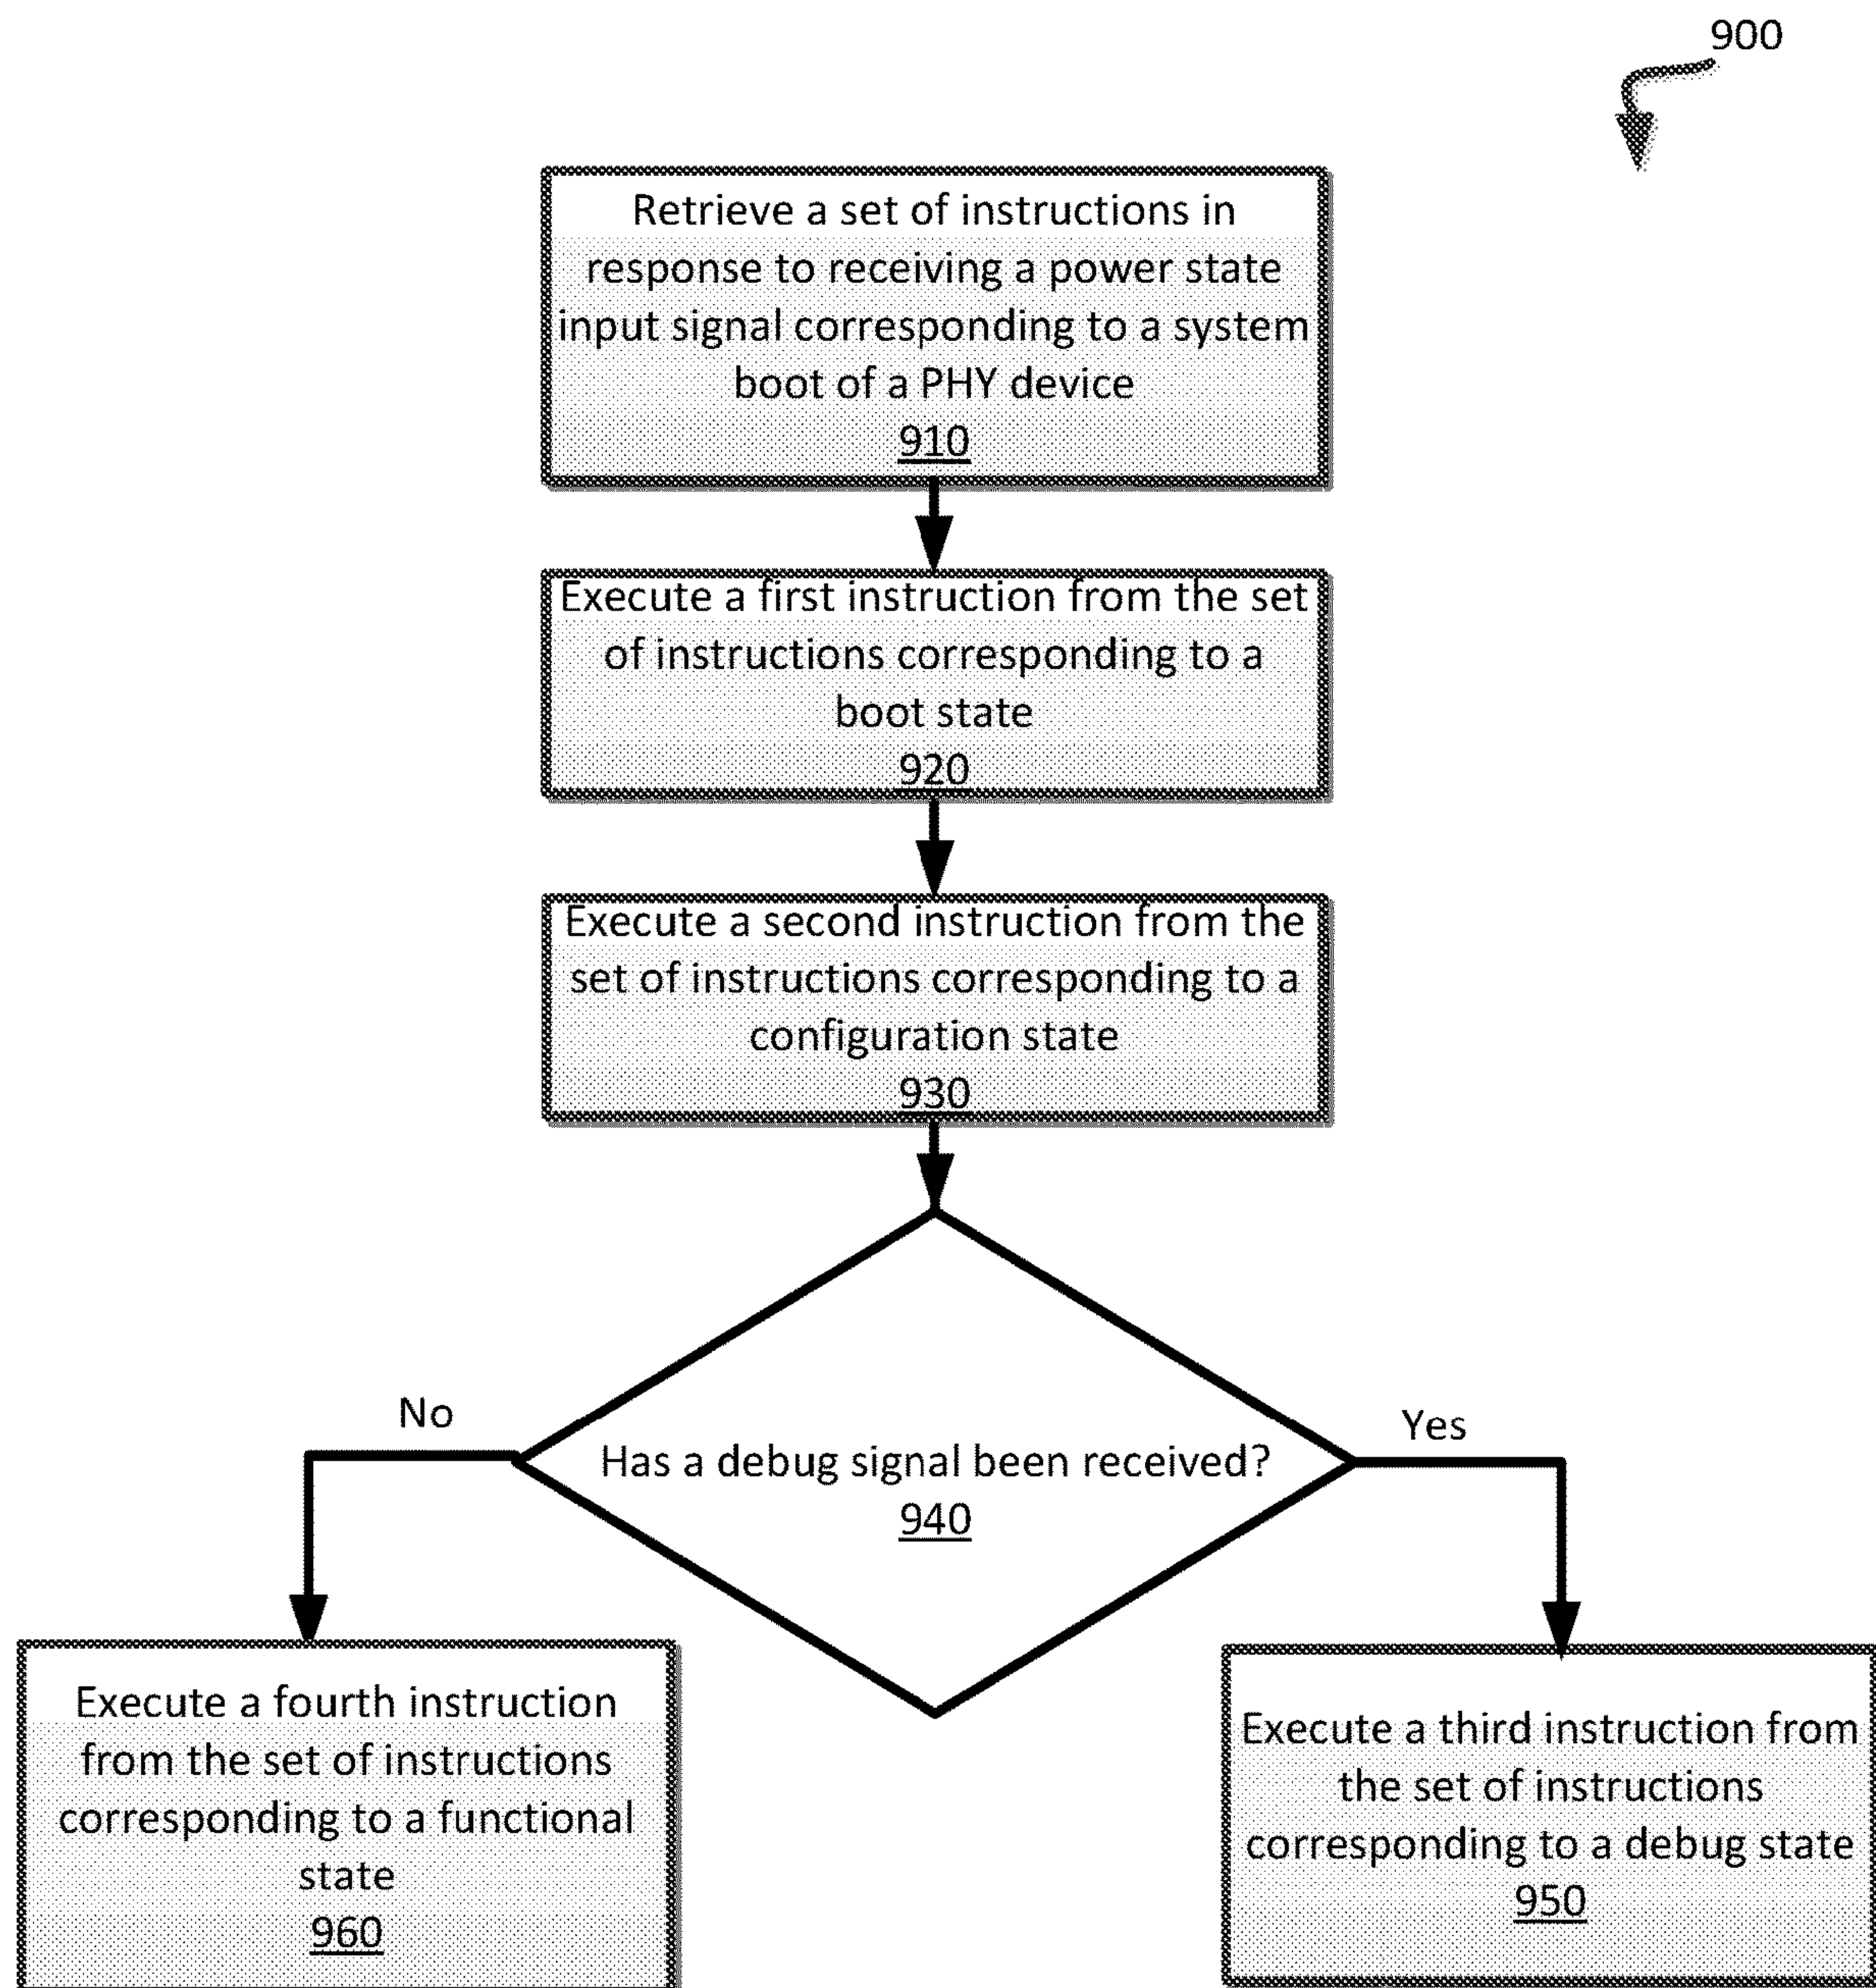 900
Retrieve a set of instructions in
response to receiving a power state
input signal corresponding to a system
boot of a PHY device
910
Execute a first instruction from the set
of instructions corresponding to a
boot state
920
Execute a second instruction from the
set of instructions corresponding to a
configuration state
930
Has a debug signal been received?
940
No
Yes
Execute a fourth instruction
from the set of instructions
corresponding to a functional
state
960
Execute a third instruction from
the set of instructions
corresponding to a debug state
950